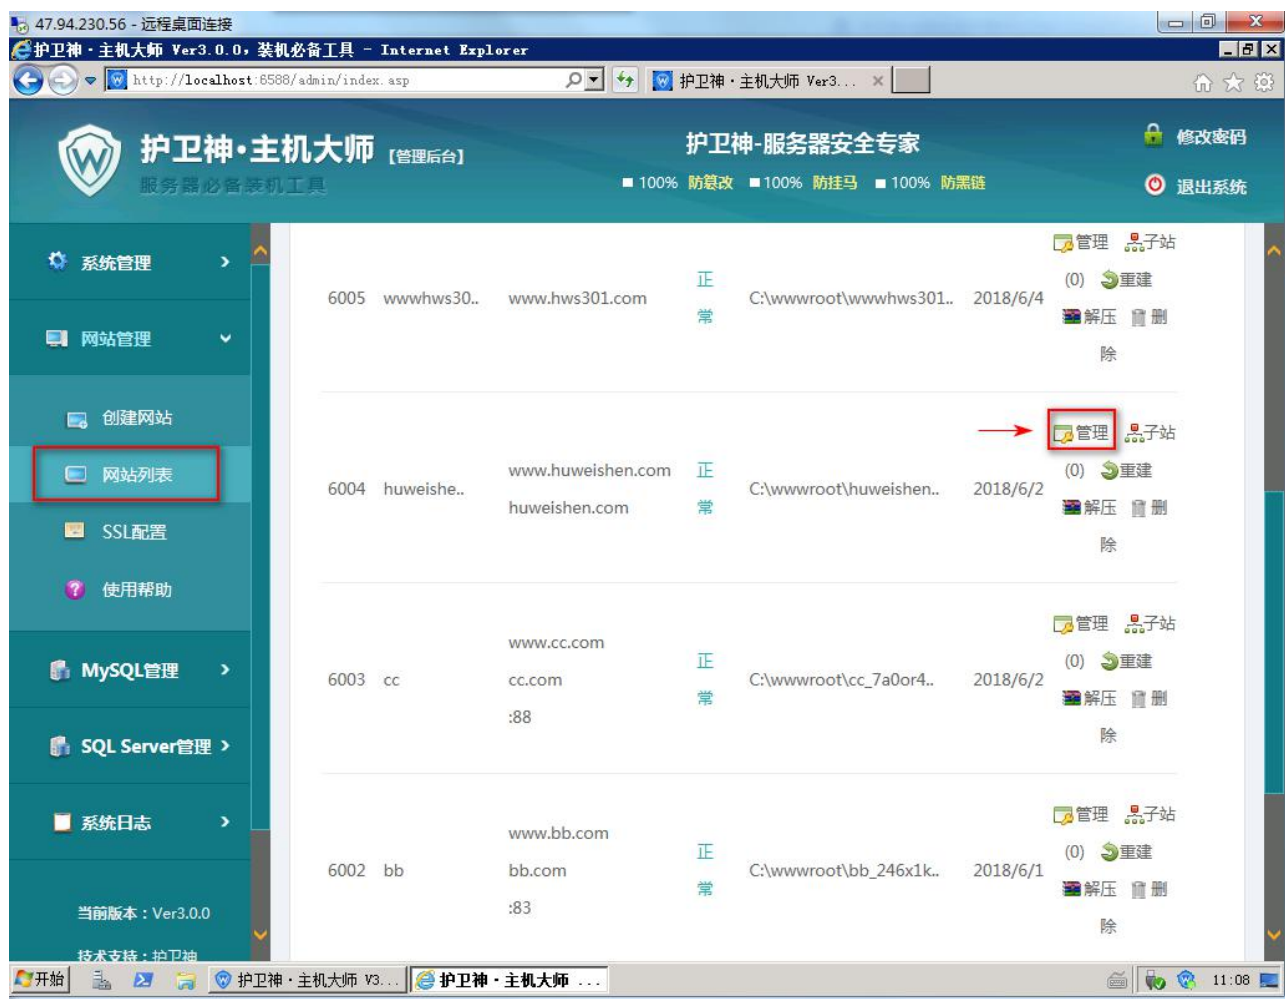 47.94.230.56 - 远程桌面连接
护卫神·主机大师 Ver3.0.0,装机必备工具 - Internet Explorer
http://localhost:6588/admin/index.asp
护卫神·主机大师 Ver3...
护卫神·主机大师 【管理后台】
服务器必备装机工具
护卫神-服务器安全专家
■ 100% 防篡改 ■ 100% 防挂马 ■ 100% 防黑链
修改密码
退出系统
系统管理
网站管理
创建网站
网站列表
SSL配置
使用帮助
MySQL管理
SQL Server管理
系统日志
当前版本：Ver3.0.0
技术支持：护卫神
6005 wwwhws30.. www.hws301.com 正常 C:\wwwroot\wwwhws301.. 2018/6/4
管理 子站
(0) 重建
解压 删
除
6004 huweishe.. www.huweishen.com
huweishen.com
正常 C:\wwwroot\huweishen.. 2018/6/2
管理 子站
(0) 重建
解压 删
除
6003 cc www.cc.com
cc.com
:88
正常 C:\wwwroot\cc_7a0or4.. 2018/6/2
管理 子站
(0) 重建
解压 删
除
6002 bb www.bb.com
bb.com
:83
正常 C:\wwwroot\bb_246x1k.. 2018/6/1
管理 子站
(0) 重建
解压 删
除
开始
护卫神·主机大师 V3...
护卫神·主机大师 ...
11:08